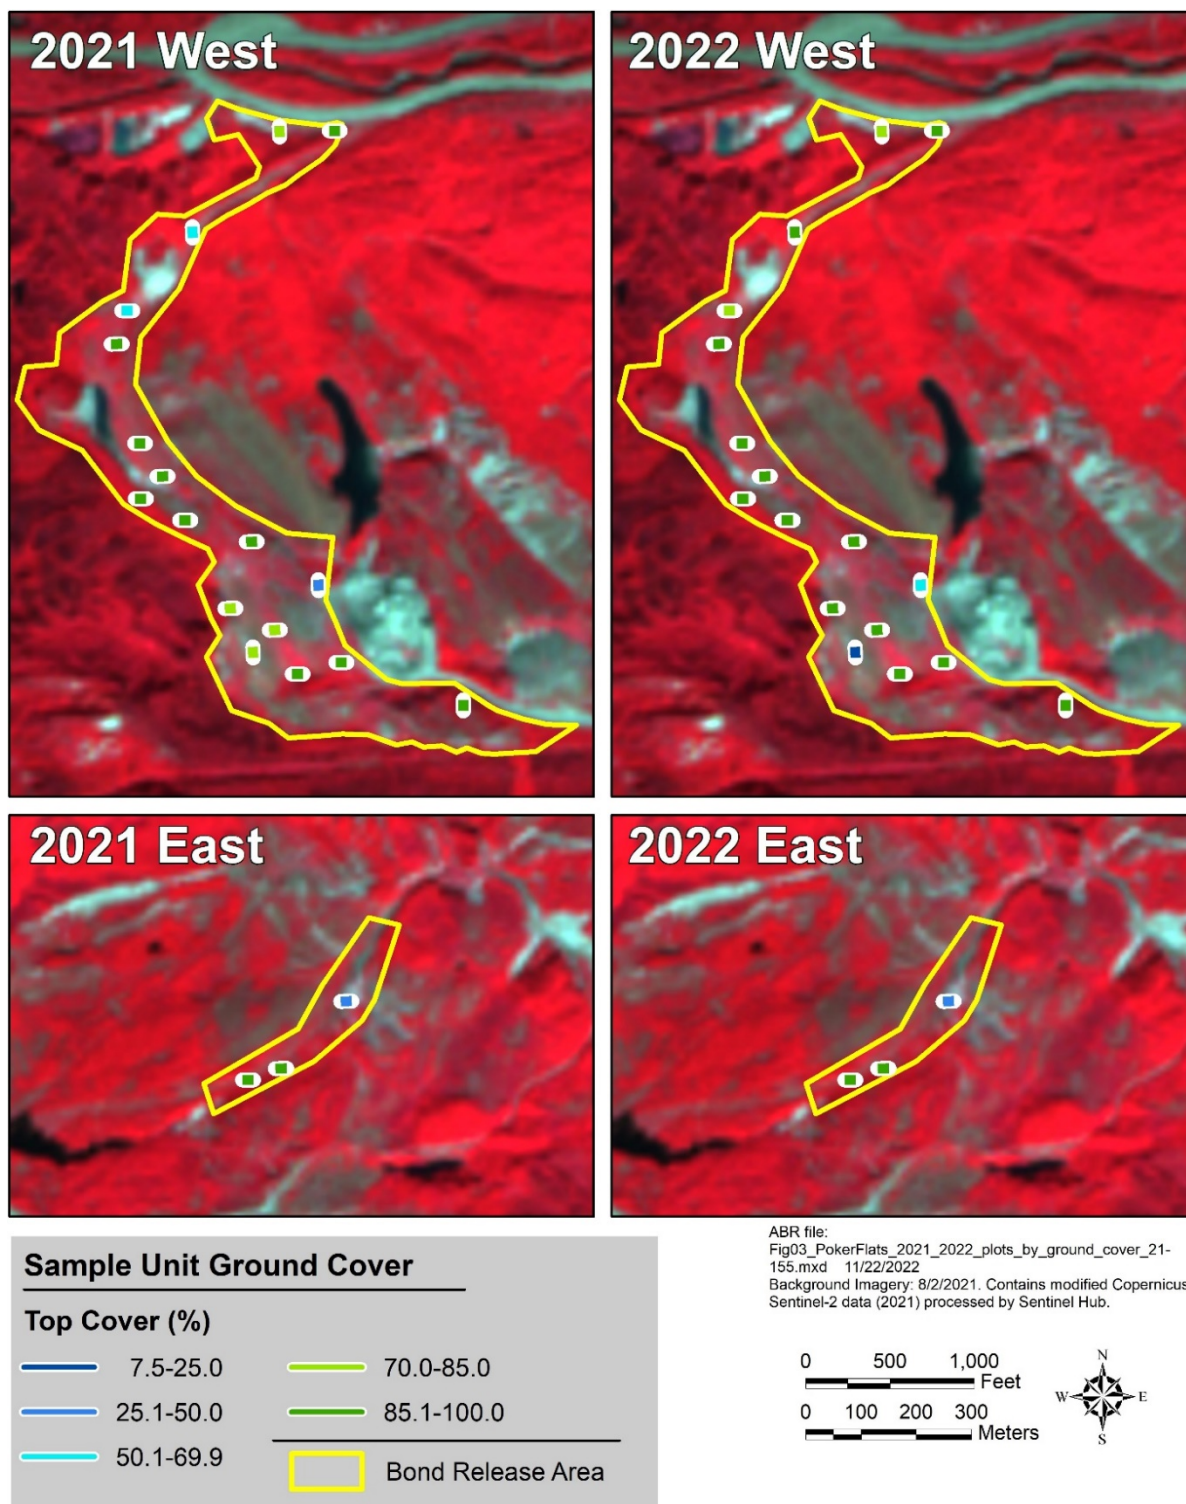 2021 West
2022 West
2021 East
2022 East
Sample Unit Ground Cover
Top Cover (%)
7.5-25.0
25.1-50.0
50.1-69.9
70.0-85.0
85.1-100.0
Bond Release Area
ABR file:
Fig03_PokerFlats_2021_2022_plots_by_ground_cover_21-
155.mxd 11/22/2022
Background Imagery: 8/2/2021. Contains modified Copernicus
Sentinel-2 data (2021) processed by Sentinel Hub.
0 500 1,000
Feet
0 100 200 300
Meters
N
W E
S